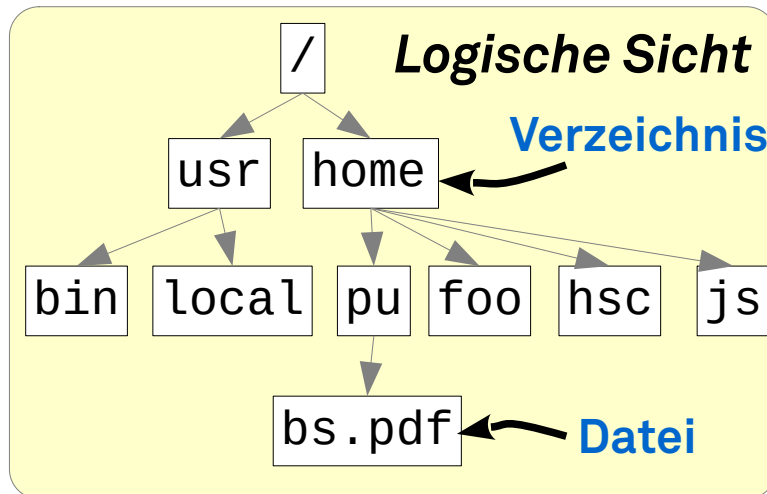 /
Logische Sicht
Verzeichnis
usr home
bin local pu foo hsc js
bs.pdf
Datei